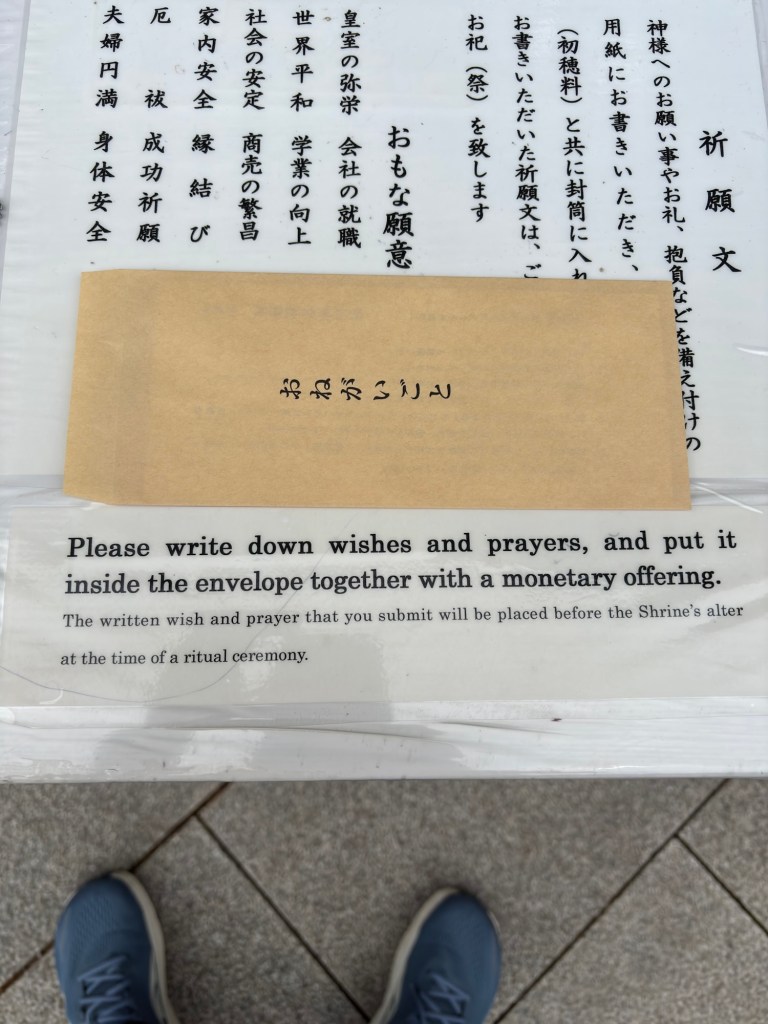 祈願文
神様へのお願い事やお礼、抱負などを備え付けの
用紙にお書きいただき、
(初穂料)と共に封筒に入れ
お書きいただいた祈願文は、ご
お祀(祭)を致します
おもな願意
皇室の弥栄 会社の就職
世界平和 学業の向上
社会の安定 商売の繁昌
家内安全 縁結び
厄祓 成功祈願
夫婦円満 身体安全
おねがいごと
Please write down wishes and prayers, and put it
inside the envelope together with a monetary offering.
The written wish and prayer that you submit will be placed before the Shrine's alter
at the time of a ritual ceremony.